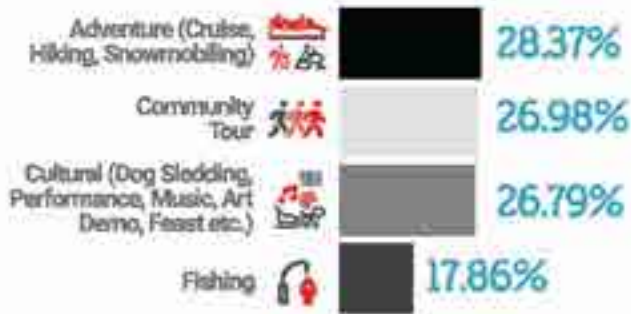 Adventure (Cruise,
Hiking, Snowmobiling)
28.37%
Community
Tour
26.98%
Cultural (Dog Sledding,
Performance, Music, Art
Demo, Feast etc.)
26.79%
Fishing
17.86%